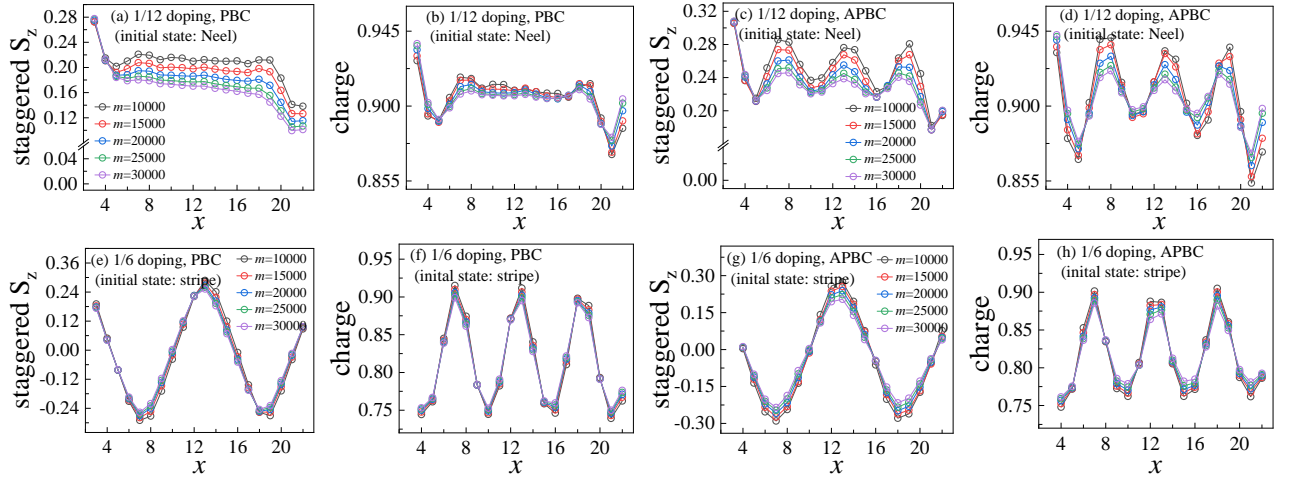 (a) 1/12 doping, PBC
(initial state: Neel)
staggered S_z
0.28
0.24
0.20
0.16
0.12
0.04
0.00
m=10000
m=15000
m=20000
m=25000
m=30000
4 8 12 16 20
x
(b) 1/12 doping, PBC
(initial state: Neel)
charge
0.945
0.900
0.855
4 8 12 16 20
x
(c) 1/12 doping, APBC
(initial state: Neel)
staggered S_z
0.32
0.28
0.24
0.20
0.00
m=10000
m=15000
m=20000
m=25000
m=30000
4 8 12 16 20
x
(d) 1/12 doping, APBC
(initial state: Neel)
charge
0.945
0.900
0.855
4 8 12 16 20
x
(e) 1/6 doping, PBC
(initial state: stripe)
staggered S_z
0.36
0.24
0.12
0.00
-0.12
-0.24
m=10000
m=15000
m=20000
m=25000
m=30000
4 8 12 16 20
x
(f) 1/6 doping, PBC
(inital state: stripe)
charge
0.95
0.90
0.85
0.80
0.75
4 8 12 16 20
x
(g) 1/6 doping, APBC
(inital state: stripe)
staggered S_z
0.30
0.15
0.00
-0.15
-0.30
m=10000
m=15000
m=20000
m=25000
m=30000
4 8 12 16 20
x
(h) 1/6 doping, APBC
(inital state: stripe)
charge
0.95
0.90
0.85
0.80
0.75
4 8 12 16 20
x